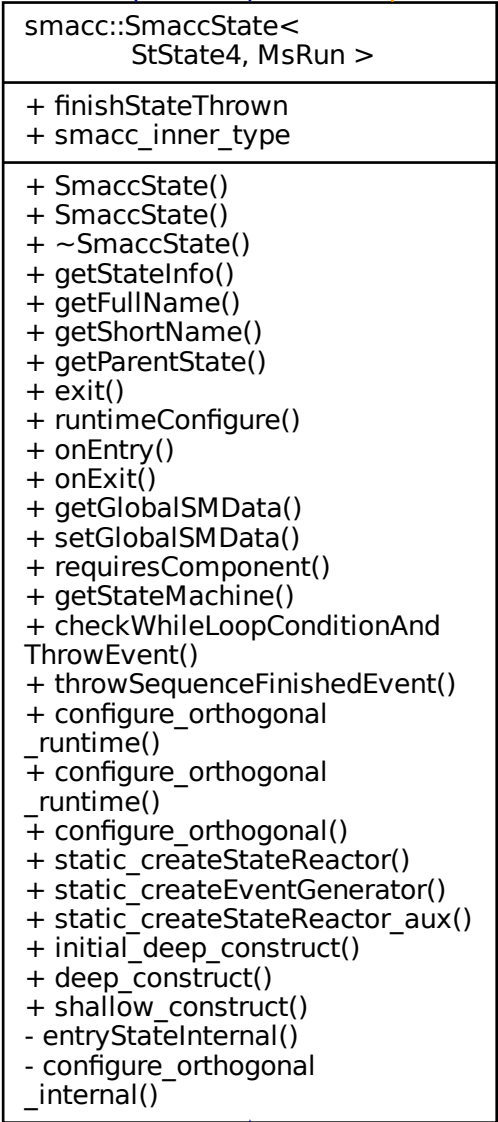 smacc::SmaccState<
StState4, MsRun >
+ finishStateThrown
+ smacc_inner_type
+ SmaccState()
+ SmaccState()
+ ~SmaccState()
+ getStateInfo()
+ getFullName()
+ getShortName()
+ getParentState()
+ exit()
+ runtimeConfigure()
+ onEntry()
+ onExit()
+ getGlobalSMData()
+ setGlobalSMData()
+ requiresComponent()
+ getStateMachine()
+ checkWhileLoopConditionAnd
ThrowEvent()
+ throwSequenceFinishedEvent()
+ configure_orthogonal
_runtime()
+ configure_orthogonal
_runtime()
+ configure_orthogonal()
+ static_createStateReactor()
+ static_createEventGenerator()
+ static_createStateReactor_aux()
+ initial_deep_construct()
+ deep_construct()
+ shallow_construct()
- entryStateInternal()
- configure_orthogonal
_internal()